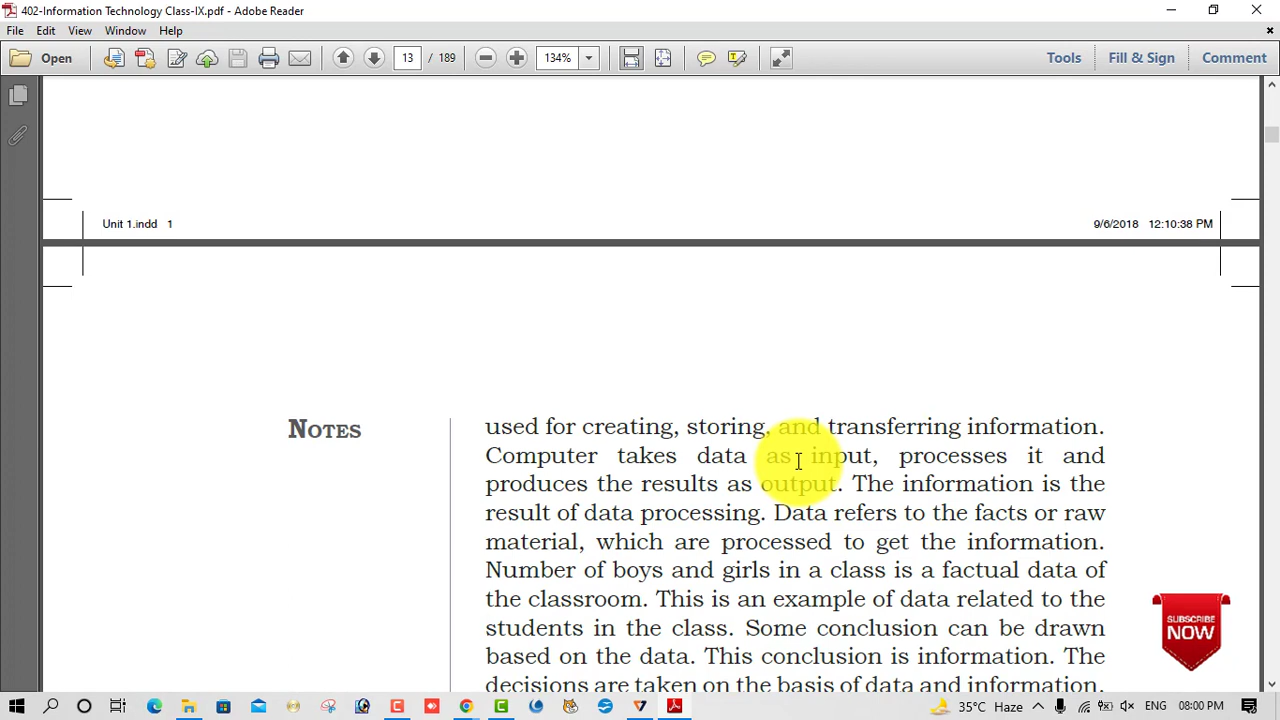 402-Information Technology Class-IX.pdf - Adobe Reader
File Edit View Window Help
Open 13 / 189 134% Tools Fill & Sign Comment
Unit 1.indd 1 9/6/2018 12:10:38 PM
NOTES
used for creating, storing, and transferring information.
Computer takes data as input, processes it and
produces the results as output. The information is the
result of data processing. Data refers to the facts or raw
material, which are processed to get the information.
Number of boys and girls in a class is a factual data of
the classroom. This is an example of data related to the
students in the class. Some conclusion can be drawn
based on the data. This conclusion is information. The
decisions are taken on the basis of data and information.
SUBSCRIBE
NOW
35°C Haze ENG 08:00 PM